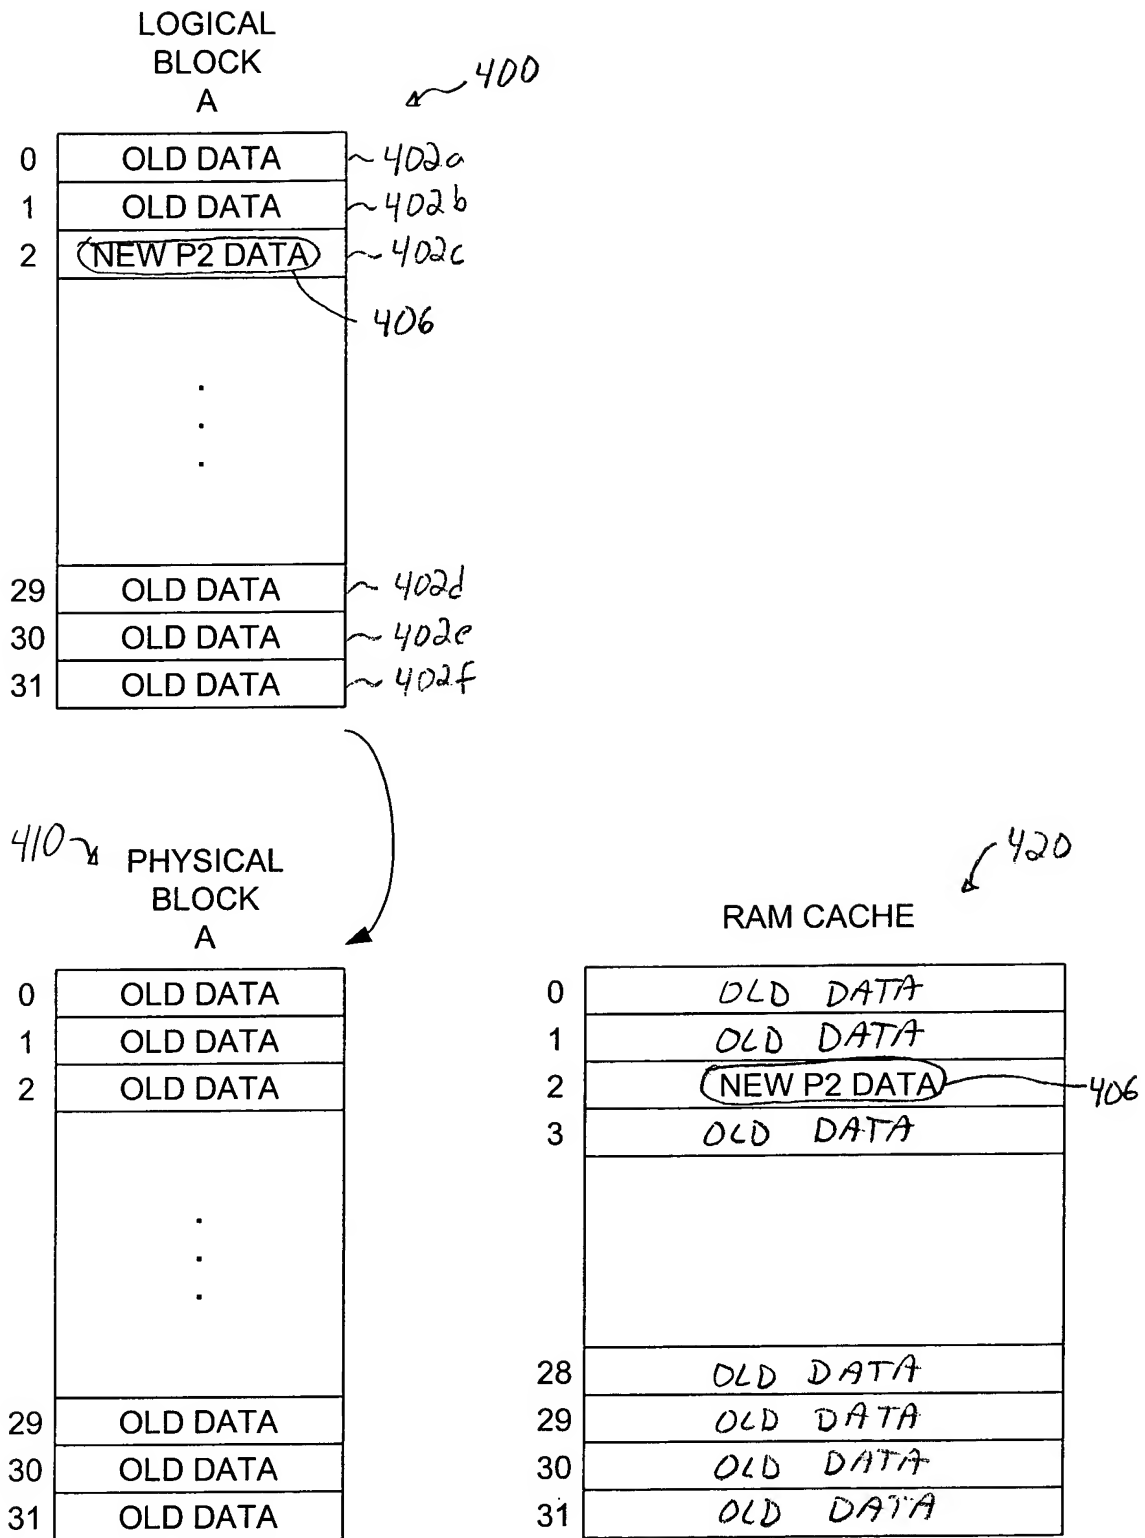 LOGICAL
BLOCK
A
400
0 OLD DATA 402a
1 OLD DATA 402b
2 NEW P2 DATA 402c
406
.
.
.
29 OLD DATA 402d
30 OLD DATA 402e
31 OLD DATA 402f
410
PHYSICAL
BLOCK
A
0 OLD DATA
1 OLD DATA
2 OLD DATA
.
.
.
29 OLD DATA
30 OLD DATA
31 OLD DATA
420
RAM CACHE
0 OLD DATA
1 OLD DATA
2 NEW P2 DATA 406
3 OLD DATA
28 OLD DATA
29 OLD DATA
30 OLD DATA
31 OLD DATA